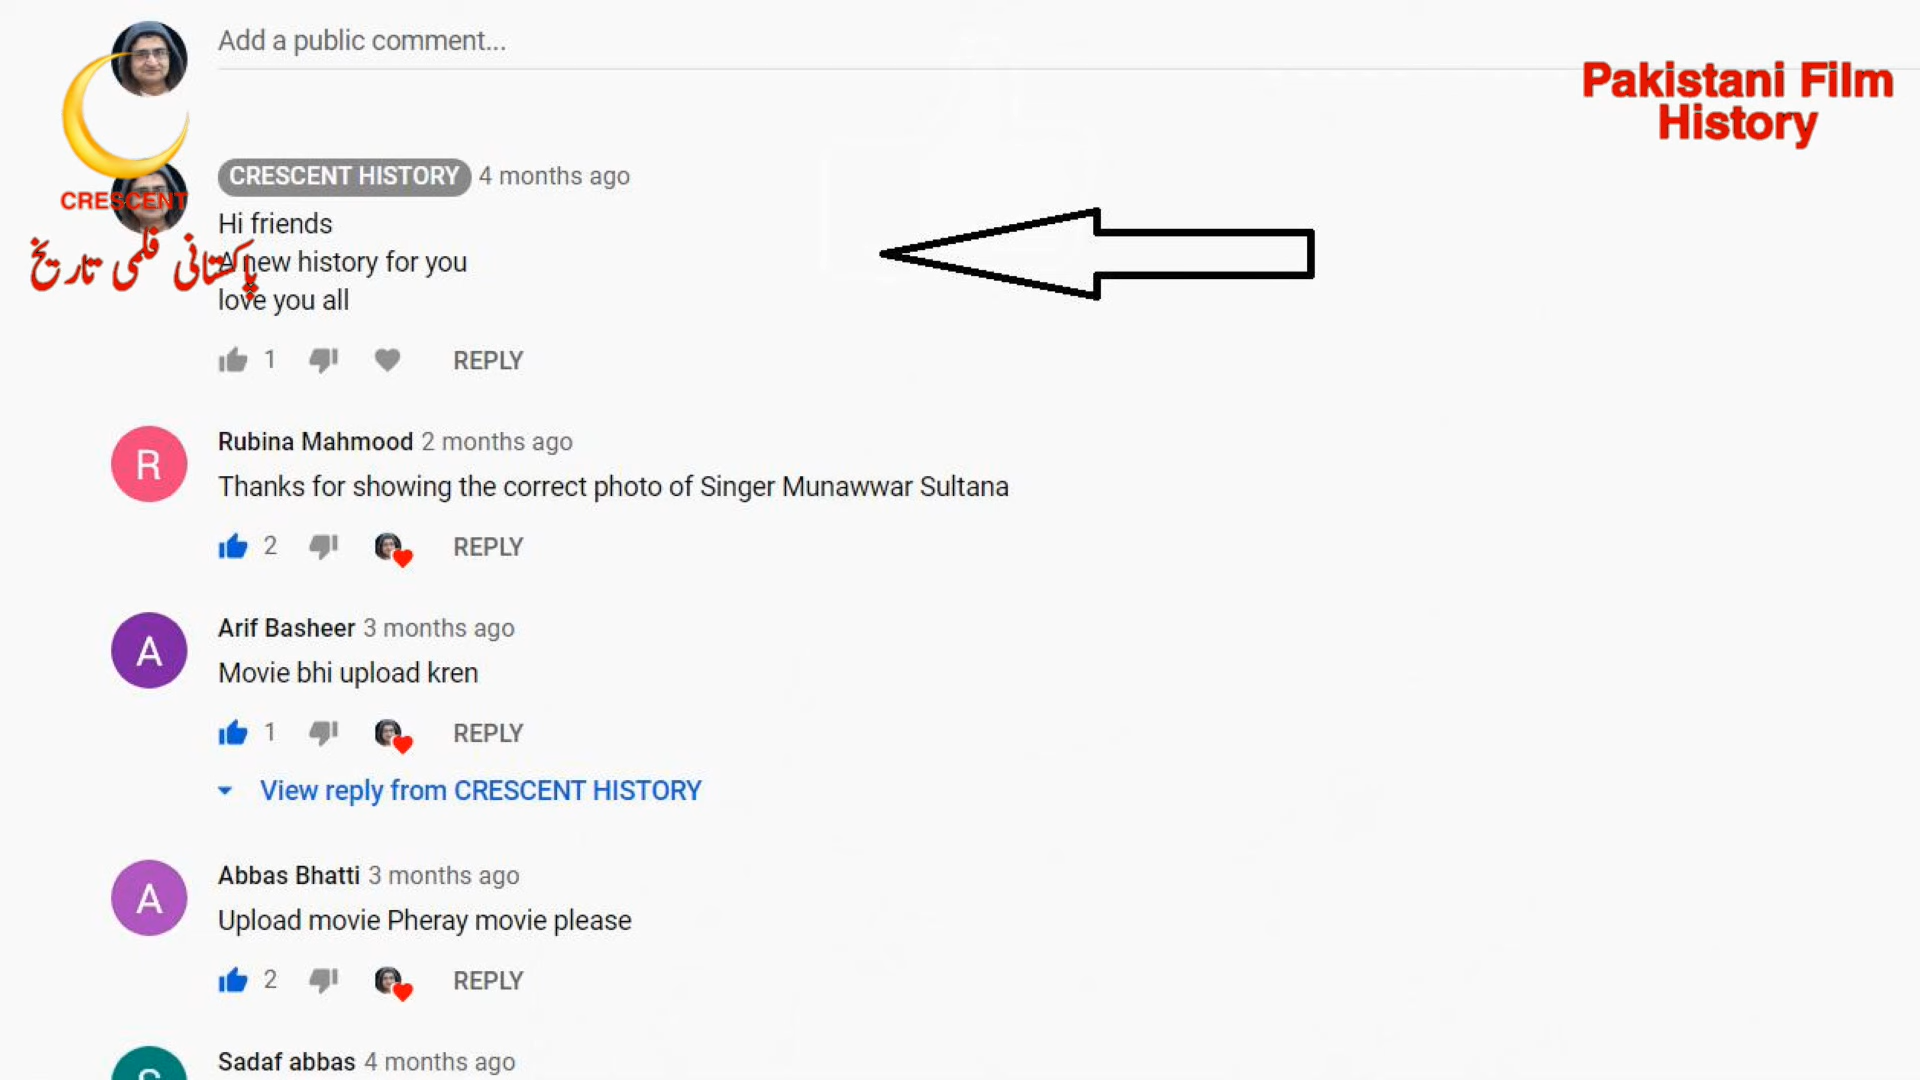 Add a public comment...
Pakistani Film
History
CRESCENT HISTORY 4 months ago
CRESCENT
Hi friends
A new history for you
love you all
پاکستانی فلمی تاریخ
1 REPLY
R
Rubina Mahmood 2 months ago
Thanks for showing the correct photo of Singer Munawwar Sultana
2 REPLY
A
Arif Basheer 3 months ago
Movie bhi upload kren
1 REPLY
View reply from CRESCENT HISTORY
A
Abbas Bhatti 3 months ago
Upload movie Pheray movie please
2 REPLY
Sadaf abbas 4 months ago